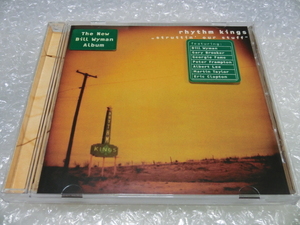 The New
Bill Wyman
Album
rhythm kings
„struttin' our stuff"
featuring:
Bill Wyman
Gary Brooker
Georgie Fame
Peter Frampton
Albert Lee
Martin Taylor
Eric Clapton
KINGS